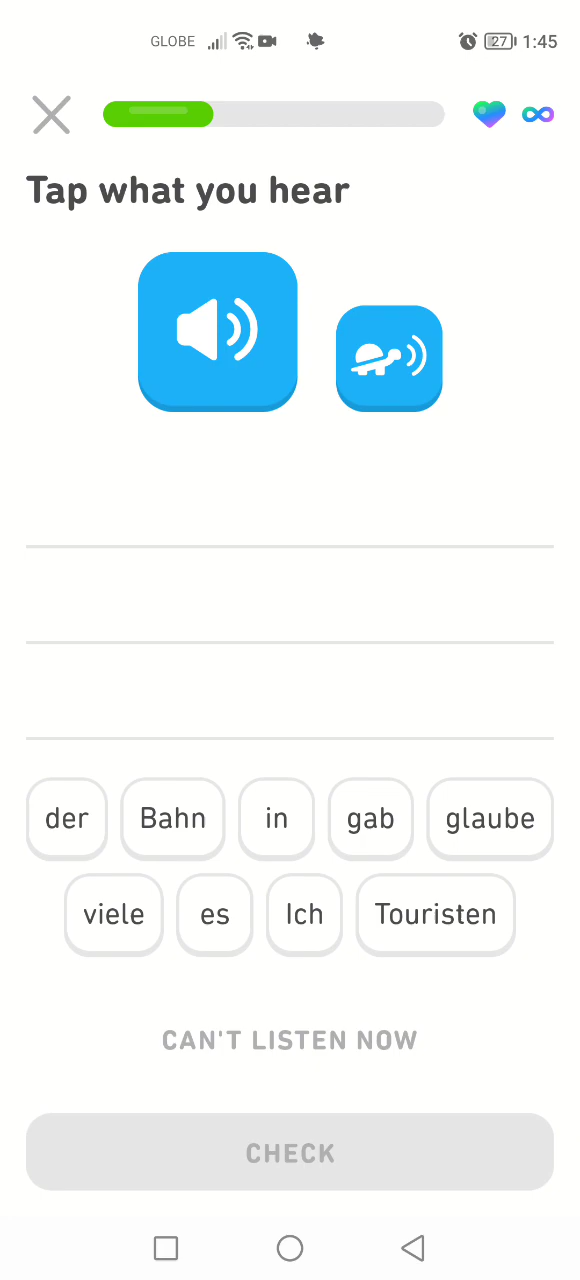 GLOBE 27 1:45
Tap what you hear
der Bahn in gab glaube
viele es Ich Touristen
CAN'T LISTEN NOW
CHECK